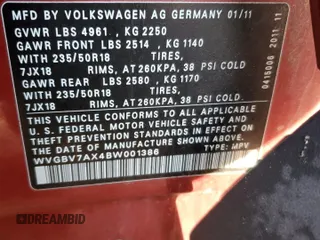 MFD BY VOLKSWAGEN AG GERMANY 01/11
GVWR LBS 4961 , KG 2250
GAWR FRONT LBS 2514 , KG 1140
WITH 235/50R18 TIRES,
7JX18 RIMS, AT 260KPA, 38 PSI COLD
GAWR REAR LBS 2580 , KG 1170
WITH 235/50R18 TIRES,
7JX18 RIMS, AT 260KPA, 38 PSI COLD
THIS VEHICLE CONFORMS TO ALL APPLICABLE
U.S. FEDERAL MOTOR VEHICLE SAFETY STANDARDS
IN EFFECT ON THE DATE OF MANUFACTURE
SHOWN ABOVE.
WVGBV7AX4BW001386 TYPE: MPV
0415006 2011 11
© DREAMBID